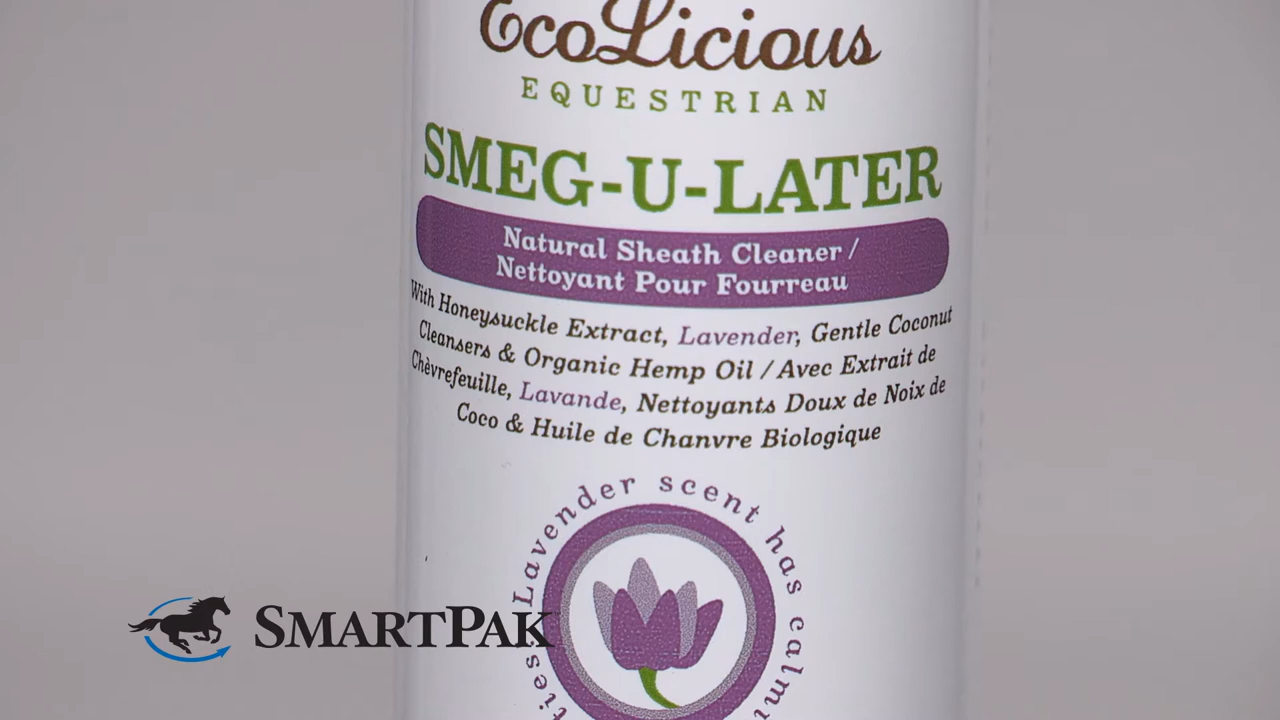 EcoLicious
EQUESTRIAN
SMEG-U-LATER
Natural Sheath Cleaner /
Nettoyant Pour Fourreau
With Honeysuckle Extract, Lavender, Gentle Coconut
Cleansers & Organic Hemp Oil / Avec Extrait de
Chèvrefeuille, Lavande, Nettoyants Doux de Noix de
Coco & Huile de Chanvre Biologique
Lavender scent has
SMARTPAK